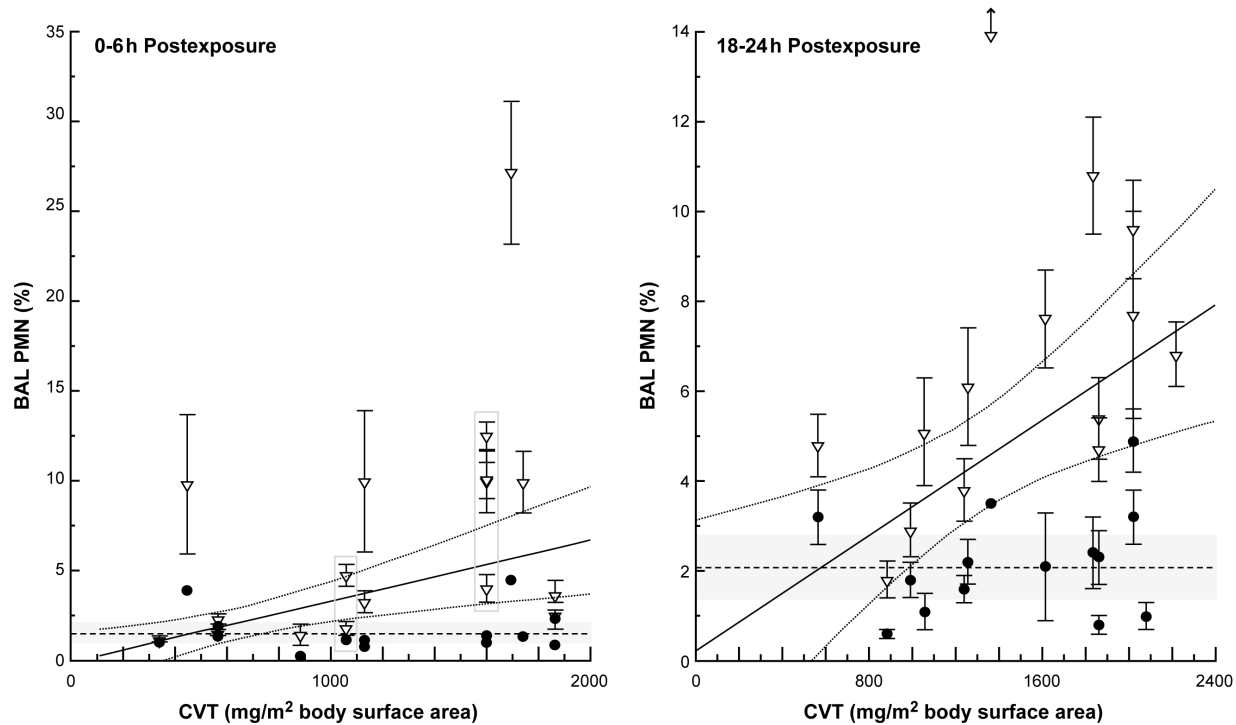 0-6h Postexposure
BAL PMN (%)
35
30
25
20
15
10
5
0
0 1000 2000
CVT (mg/m² body surface area)
18-24h Postexposure
BAL PMN (%)
14
12
10
8
6
4
2
0
0 800 1600 2400
CVT (mg/m² body surface area)